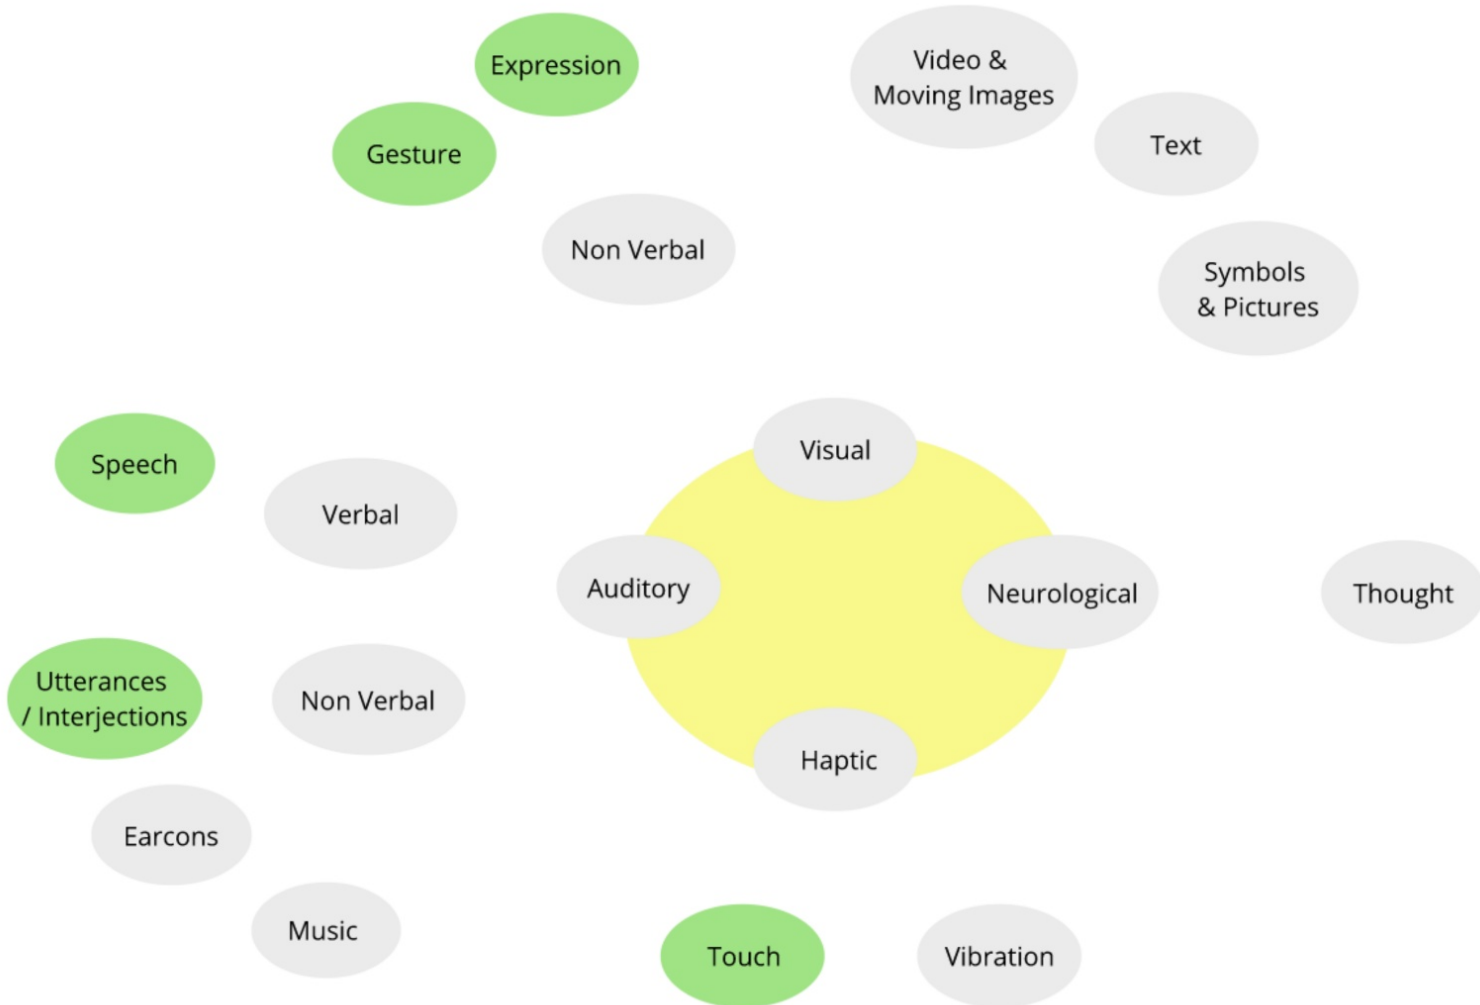 Expression
Video &
Moving Images
Gesture
Text
Non Verbal
Symbols
& Pictures
Speech
Visual
Verbal
Auditory
Neurological
Thought
Utterances
/ Interjections
Non Verbal
Haptic
Earcons
Music
Touch
Vibration